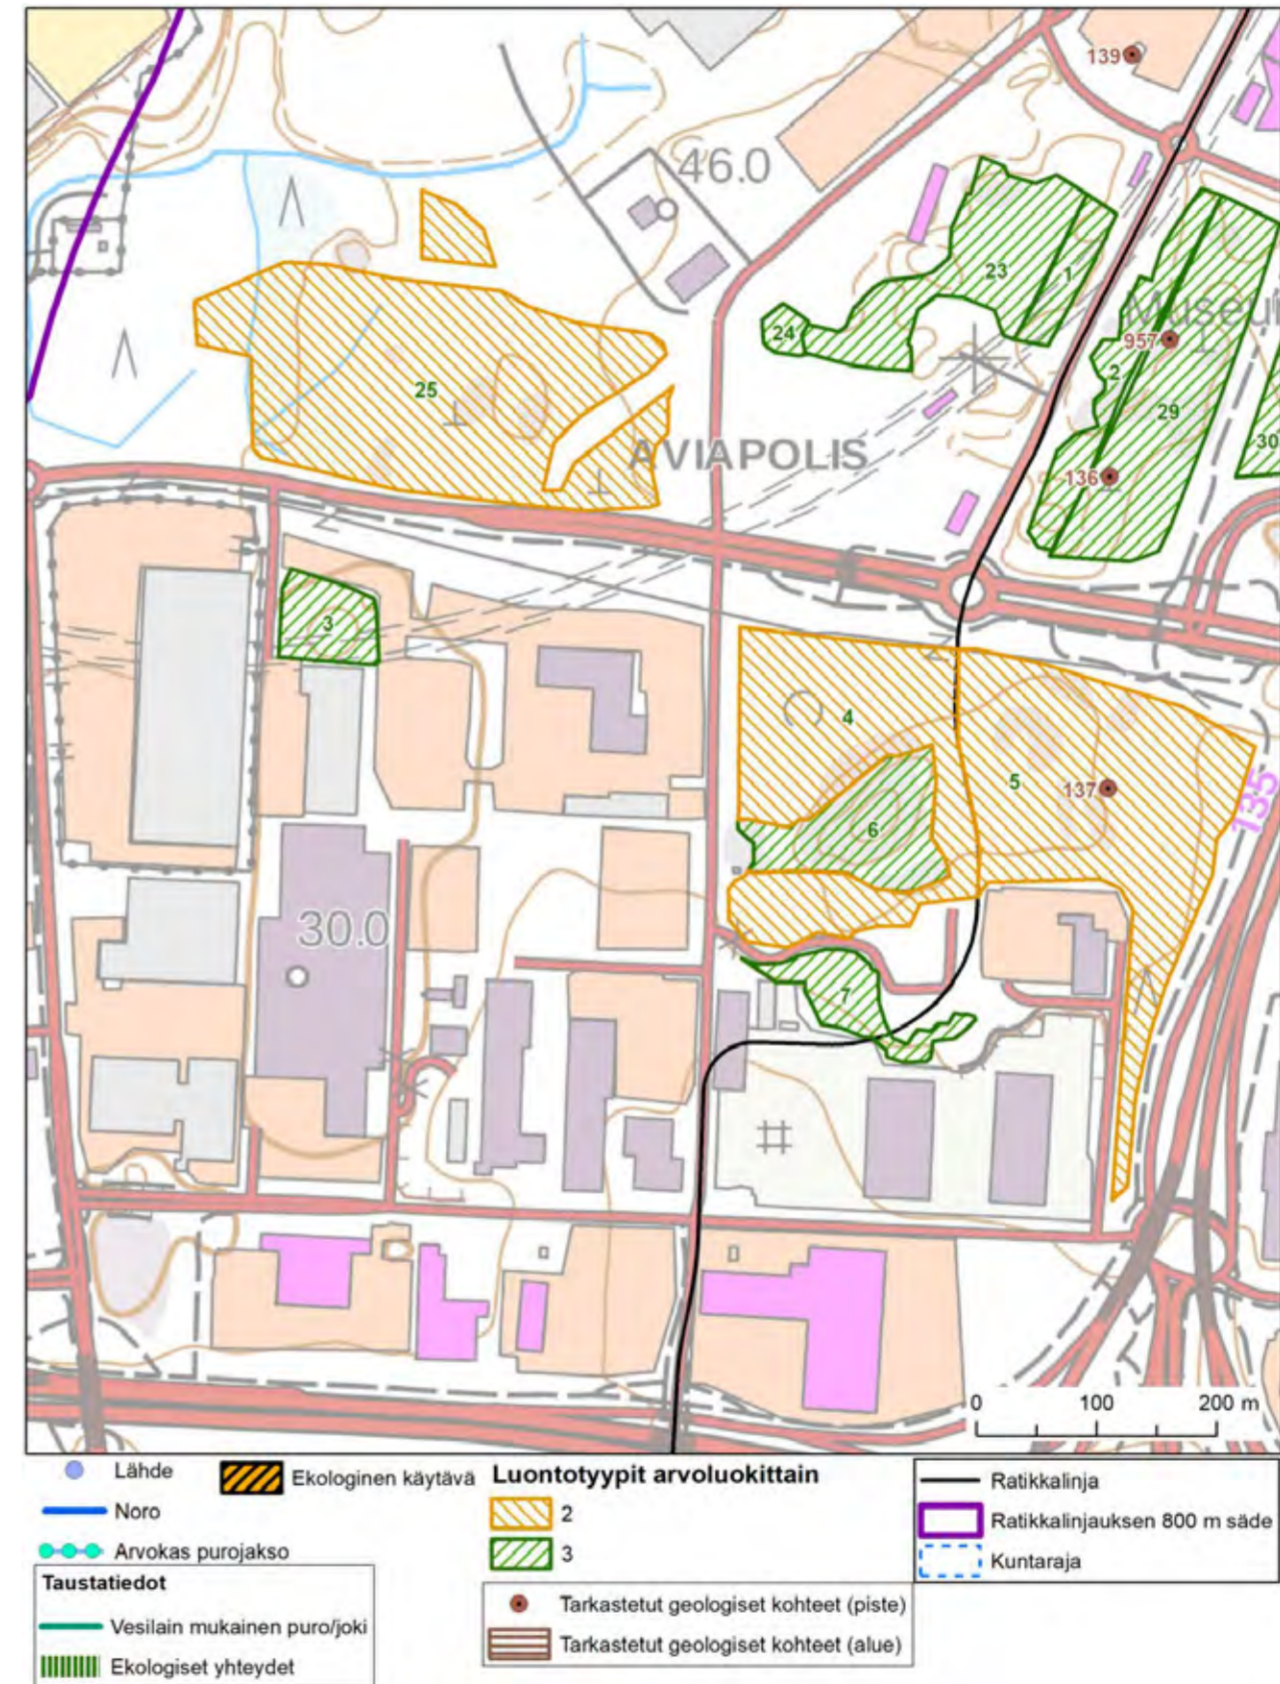 139
46.0
23
1
Museu
24
957
2
25
29
30
AVIAPOLIS
136
3
4
5
137
135
6
30.0
7
0 100 200 m
Lähde
Ekologinen käytävä
Noro
Arvokas purojakso
Taustatiedot
Vesilain mukainen puro/joki
Ekologiset yhteydet
Luontotyypit arvoluokittain
2
3
Tarkastetut geologiset kohteet (piste)
Tarkastetut geologiset kohteet (alue)
Ratikkalinja
Ratikkalinjauksen 800 m säde
Kuntaraja